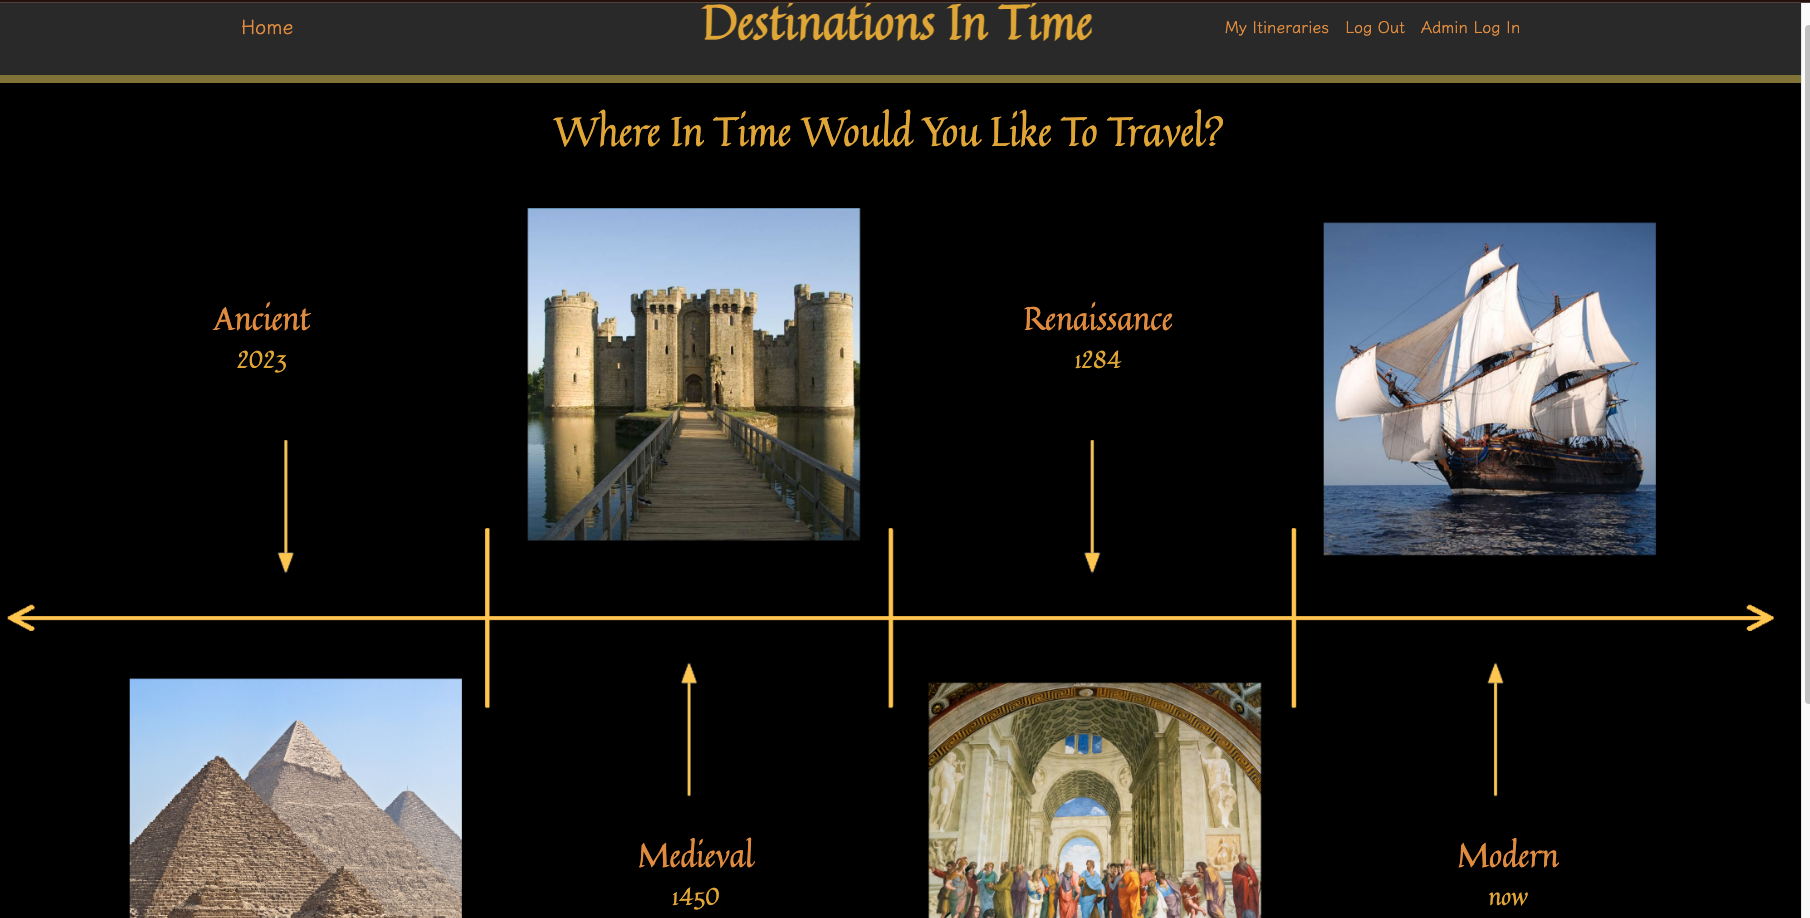 Home
Destinations In Time
My Itineraries
Log Out
Admin Log In
Where In Time Would You Like To Travel?
Ancient
2023
Renaissance
1284
Medieval
1450
Modern
now